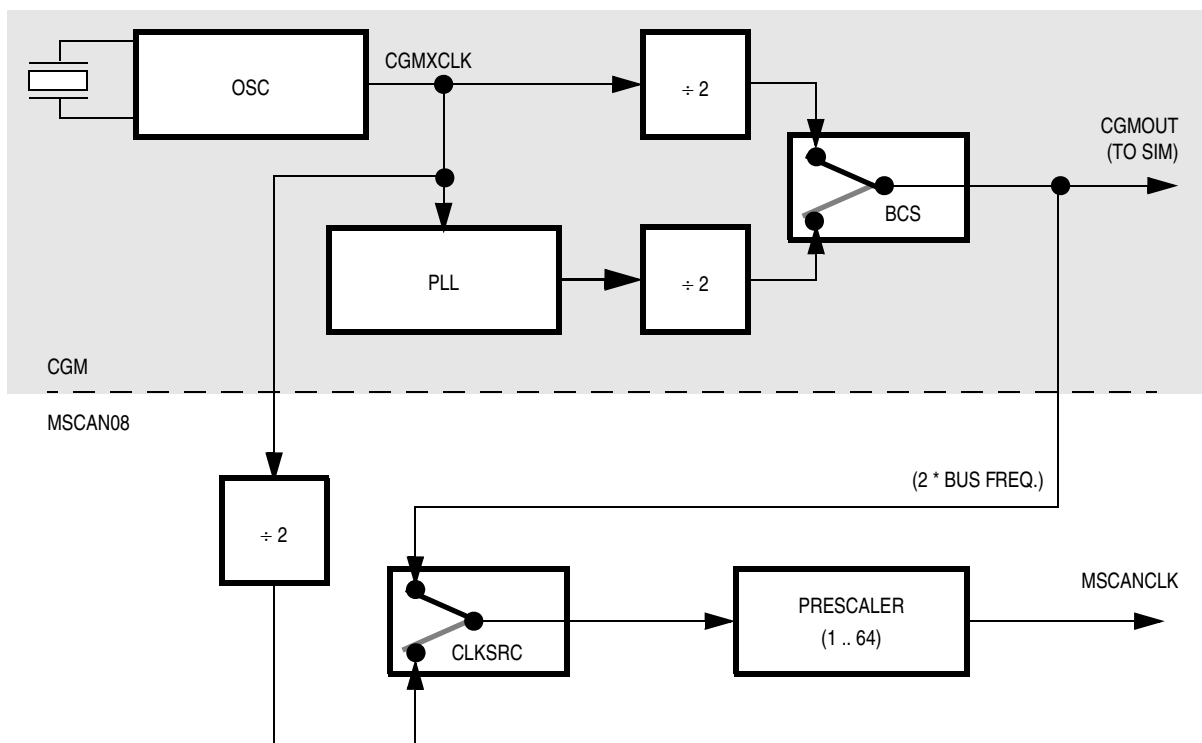 CGMXCLK
OSC
÷ 2
CGMOUT
(TO SIM)
BCS
PLL
÷ 2
CGM
MSCAN08
(2 * BUS FREQ.)
÷ 2
MSCANCLK
PRESCALER
(1 .. 64)
CLKSRC